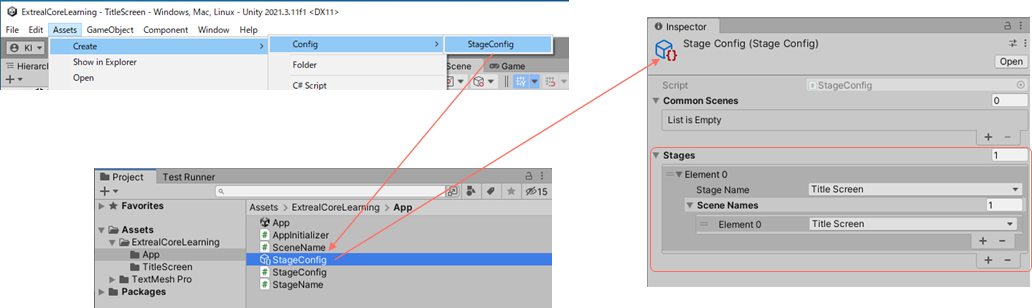 ExtrealCoreLearning - TitleScreen - Windows, Mac, Linux - Unity 2021.3.11f1 <DX11>
File Edit Assets GameObject Component Window Help
KI
Create
Config
StageConfig
Show in Explorer
Folder
Open
C# Script
Hierarc
Scene
Game
Project
Test Runner
15
Favorites
Assets
ExtrealCoreLearning
App
TitleScreen
TextMesh Pro
Packages
Assets > ExtrealCoreLearning > App
App
AppInitializer
SceneName
StageConfig
StageConfig
StageName
Inspector
Stage Config (Stage Config)
Open
Script
StageConfig
Common Scenes
0
List is Empty
Stages
1
Element 0
Stage Name
Title Screen
Scene Names
1
Element 0
Title Screen